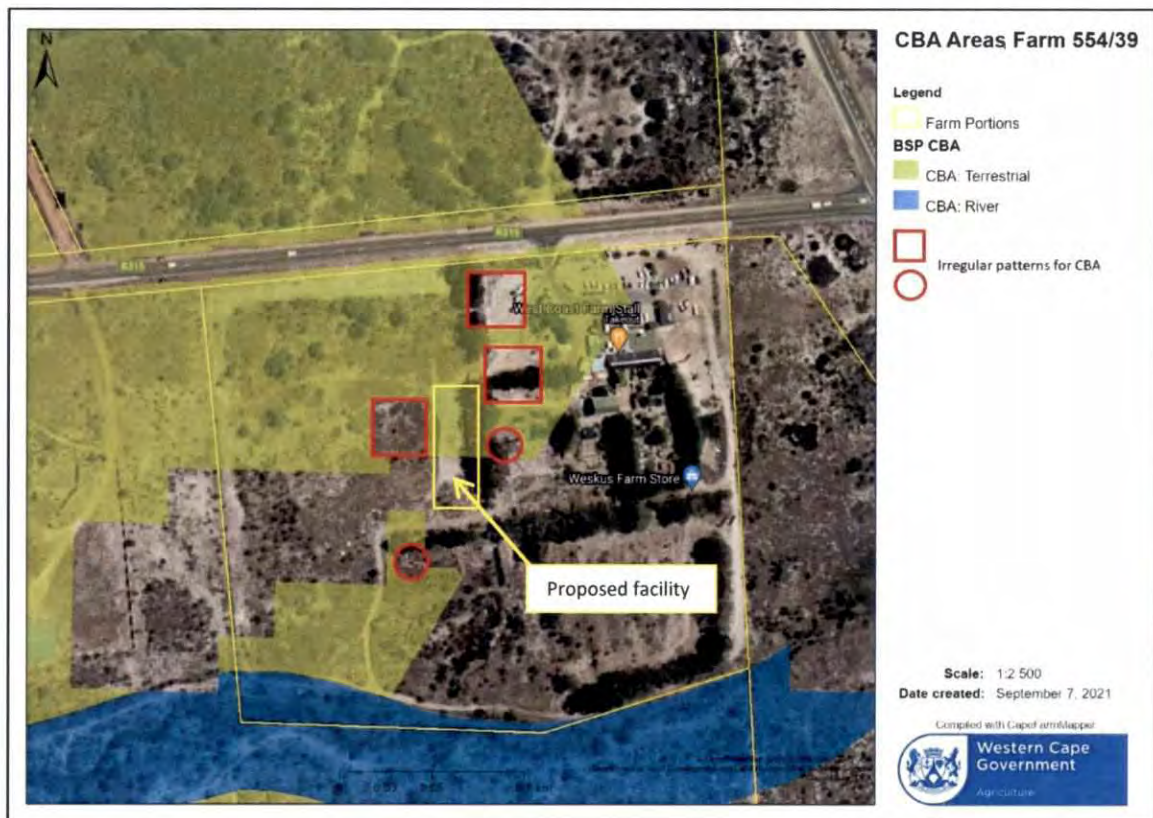 CBA Areas Farm 554/39
N
Legend
Farm Portions
BSP CBA
CBA: Terrestrial
CBA: River
Irregular patterns for CBA
R315
R315
West Coast Farm Stall
Takeout
Weskus Farm Store
Proposed facility
Scale: 1:2 500
Date created: September 7, 2021
Compiled with CapeFarmMapper
Western Cape
Government
Agriculture